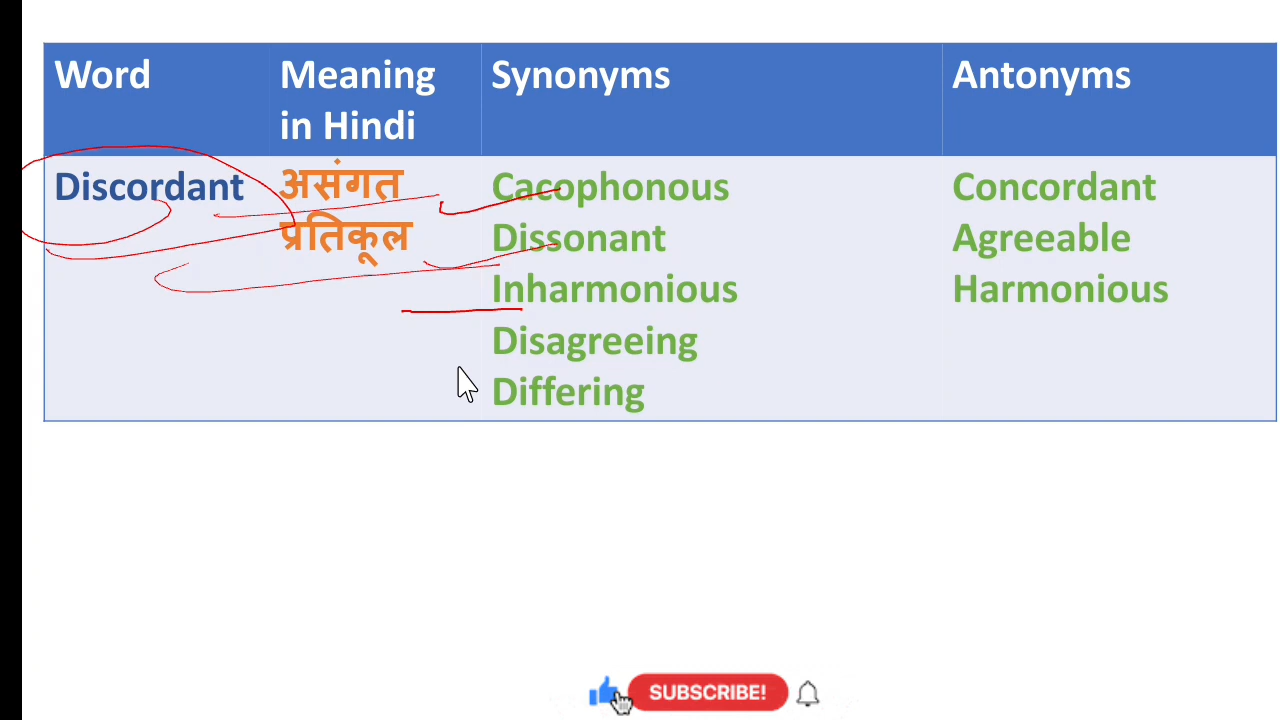 Word
Meaning
in Hindi
Synonyms
Antonyms
Discordant
असंगत
प्रतिकूल
Cacophonous
Dissonant
Inharmonious
Disagreeing
Differing
Concordant
Agreeable
Harmonious
SUBSCRIBE!